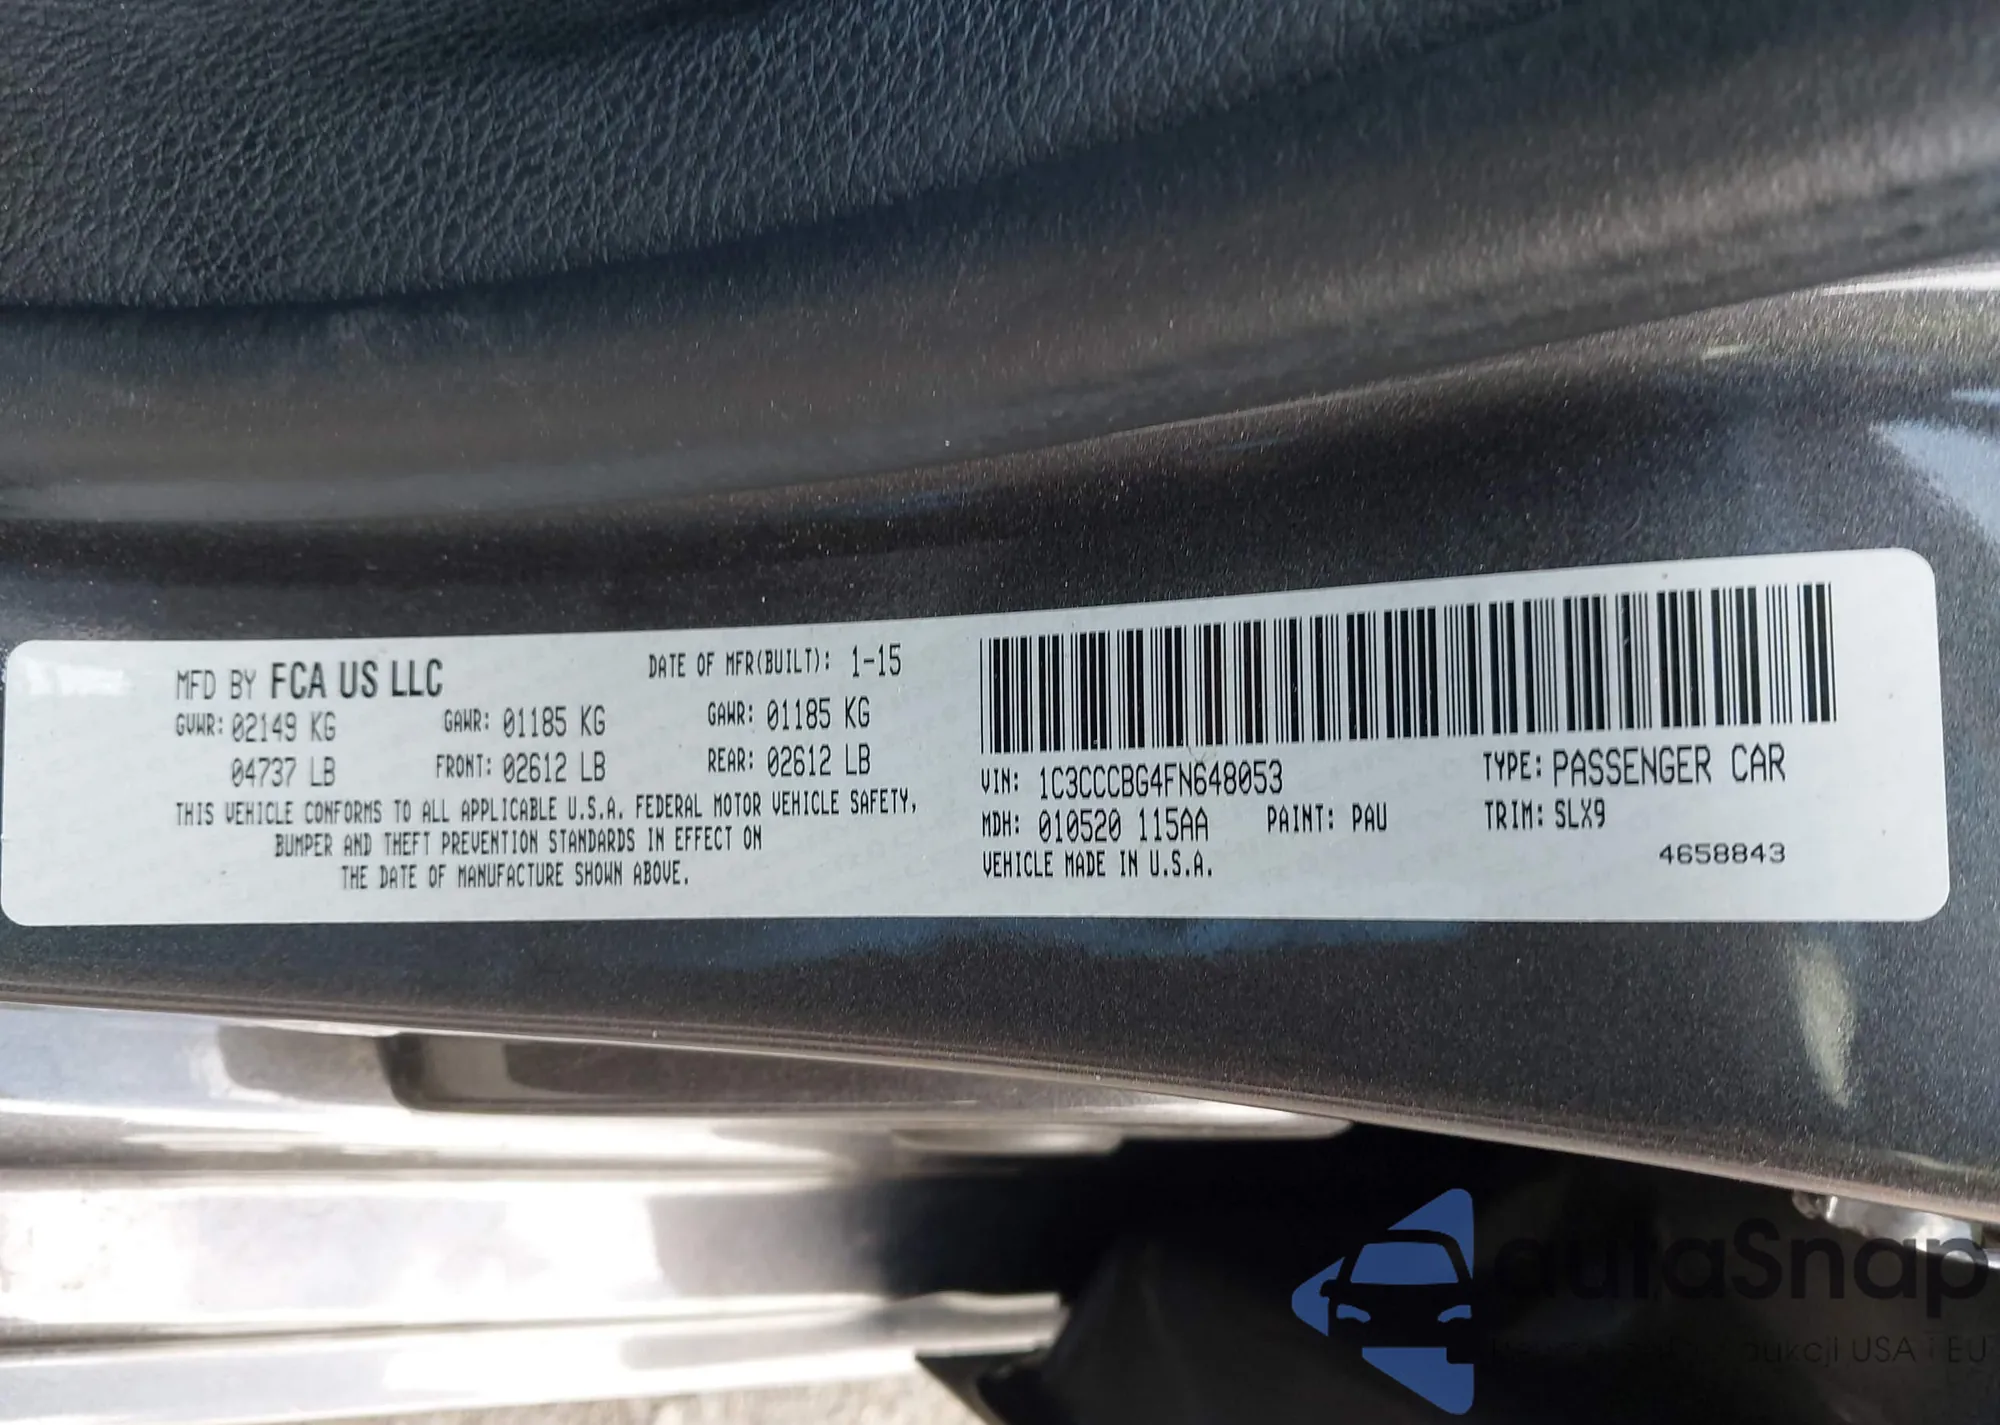 MFD BY FCA US LLC DATE OF MFR(BUILT): 1-15
GVWR: 02149 KG GAWR: 01185 KG GAWR: 01185 KG
04737 LB FRONT: 02612 LB REAR: 02612 LB
THIS VEHICLE CONFORMS TO ALL APPLICABLE U.S.A. FEDERAL MOTOR VEHICLE SAFETY,
BUMPER AND THEFT PREVENTION STANDARDS IN EFFECT ON
THE DATE OF MANUFACTURE SHOWN ABOVE.
VIN: 1C3CCCBG4FN648053 TYPE: PASSENGER CAR
MDH: 010520 115AA PAINT: PAU TRIM: SLX9
VEHICLE MADE IN U.S.A. 4658843
autaSnap
USA i EU